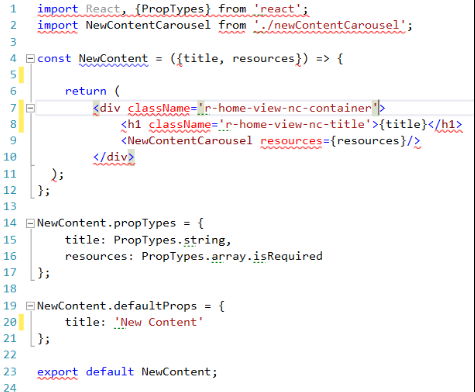 1 import React, {PropTypes} from 'react';
2 import NewContentCarousel from './newContentCarousel';
3
4 const NewContent = ({title, resources}) => {
5
6     return (
7         <div className='r-home-view-nc-container'>
8             <h1 className='r-home-view-nc-title'>{title}</h1>
9             <NewContentCarousel resources={resources}/>
10         </div>
11   );
12 };
13
14 NewContent.propTypes = {
15     title: PropTypes.string,
16     resources: PropTypes.array.isRequired
17 };
18
19 NewContent.defaultProps = {
20     title: 'New Content'
21 };
22
23 export default NewContent;
24